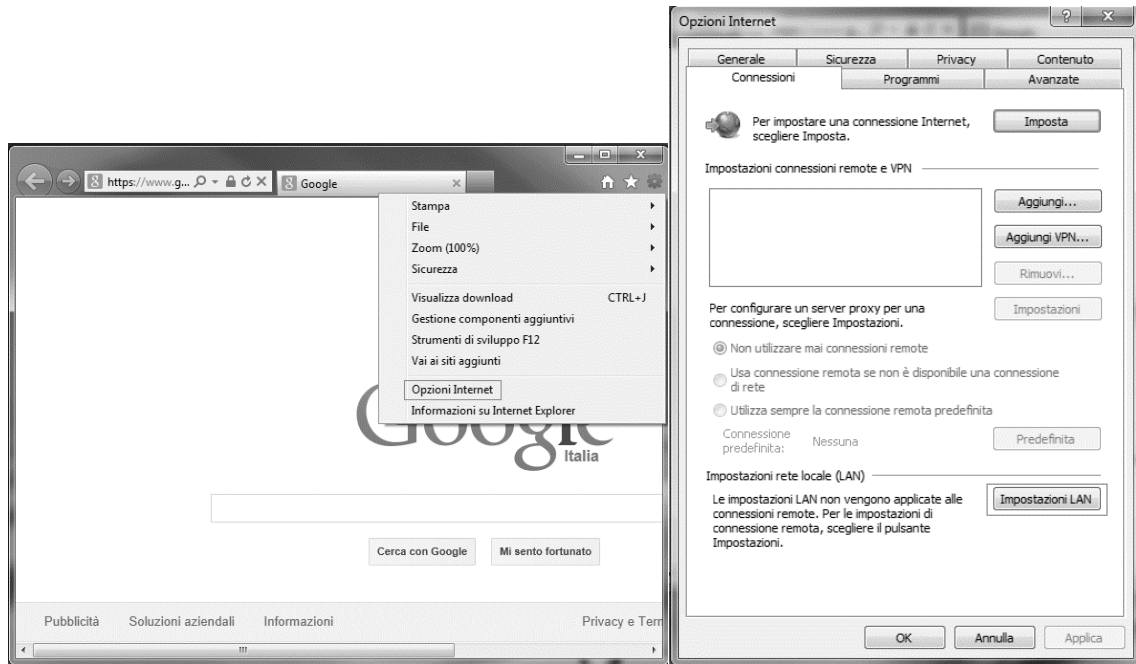 https://www.g...
Google
Stampa
File
Zoom (100%)
Sicurezza
Visualizza download CTRL+J
Gestione componenti aggiuntivi
Strumenti di sviluppo F12
Vai ai siti aggiunti
Opzioni Internet
Informazioni su Internet Explorer
Google
Italia
Cerca con Google Mi sento fortunato
Pubblicità Soluzioni aziendali Informazioni Privacy e Term
Opzioni Internet
Generale Sicurezza Privacy Contenuto
Connessioni Programmi Avanzate
Per impostare una connessione Internet,
scegliere Imposta.
Imposta
Impostazioni connessioni remote e VPN
Aggiungi...
Aggiungi VPN...
Rimuovi...
Per configurare un server proxy per una
connessione, scegliere Impostazioni.
Impostazioni
Non utilizzare mai connessioni remote
Usa connessione remota se non è disponibile una connessione
di rete
Utilizza sempre la connessione remota predefinita
Connessione
predefinita:
Nessuna
Predefinita
Impostazioni rete locale (LAN)
Le impostazioni LAN non vengono applicate alle
connessioni remote. Per le impostazioni di
connessione remota, scegliere il pulsante
Impostazioni.
Impostazioni LAN
OK Annulla Applica